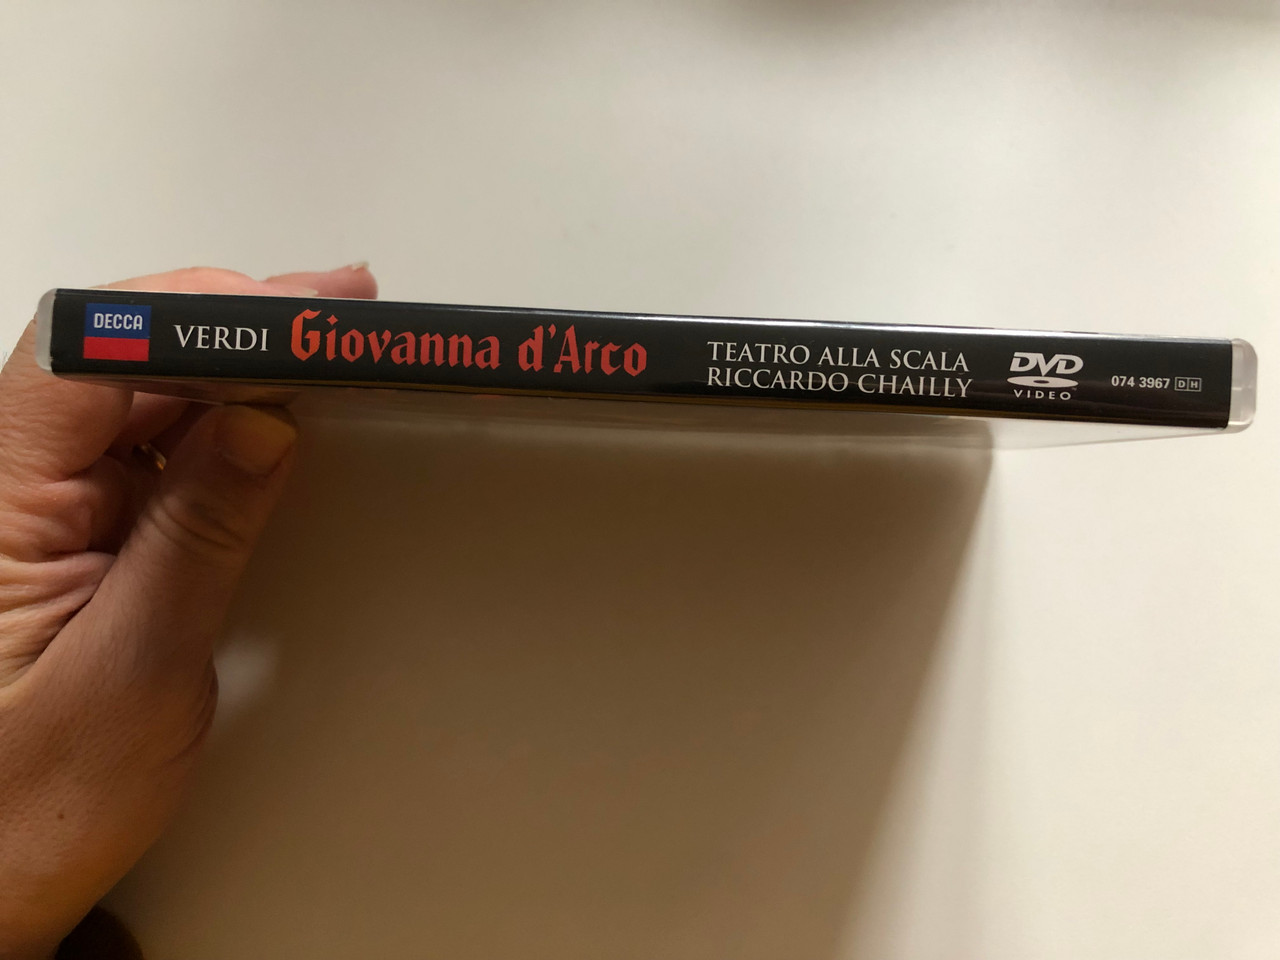 DECCA
VERDI Giovanna d'Arco
TEATRO ALLA SCALA
RICCARDO CHAILLY
DVD
VIDEO
074 3967 DH